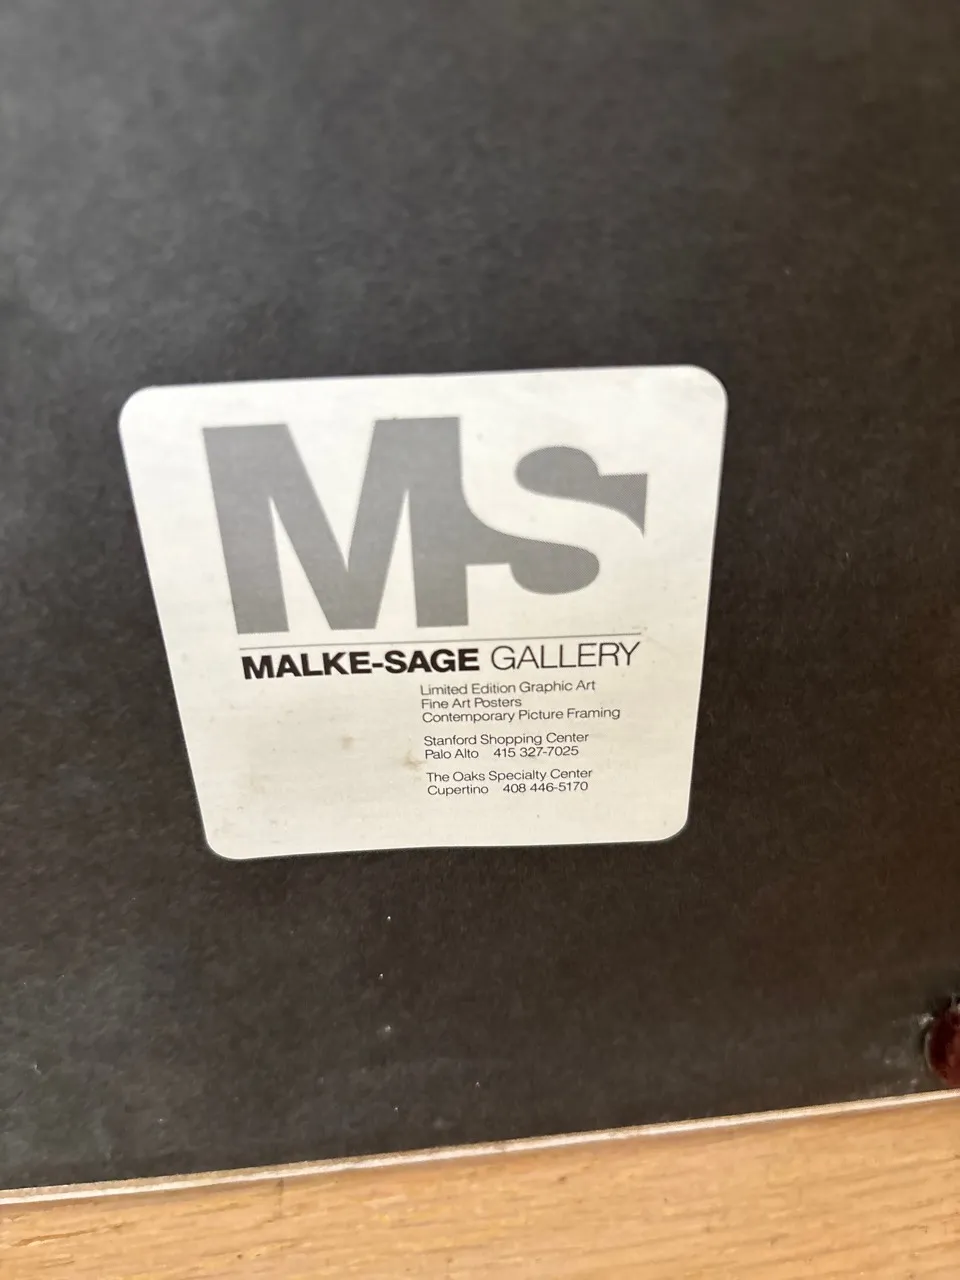 MS
MALKE-SAGE GALLERY
Limited Edition Graphic Art
Fine Art Posters
Contemporary Picture Framing
Stanford Shopping Center
Palo Alto 415 327-7025
The Oaks Specialty Center
Cupertino 408 446-5170